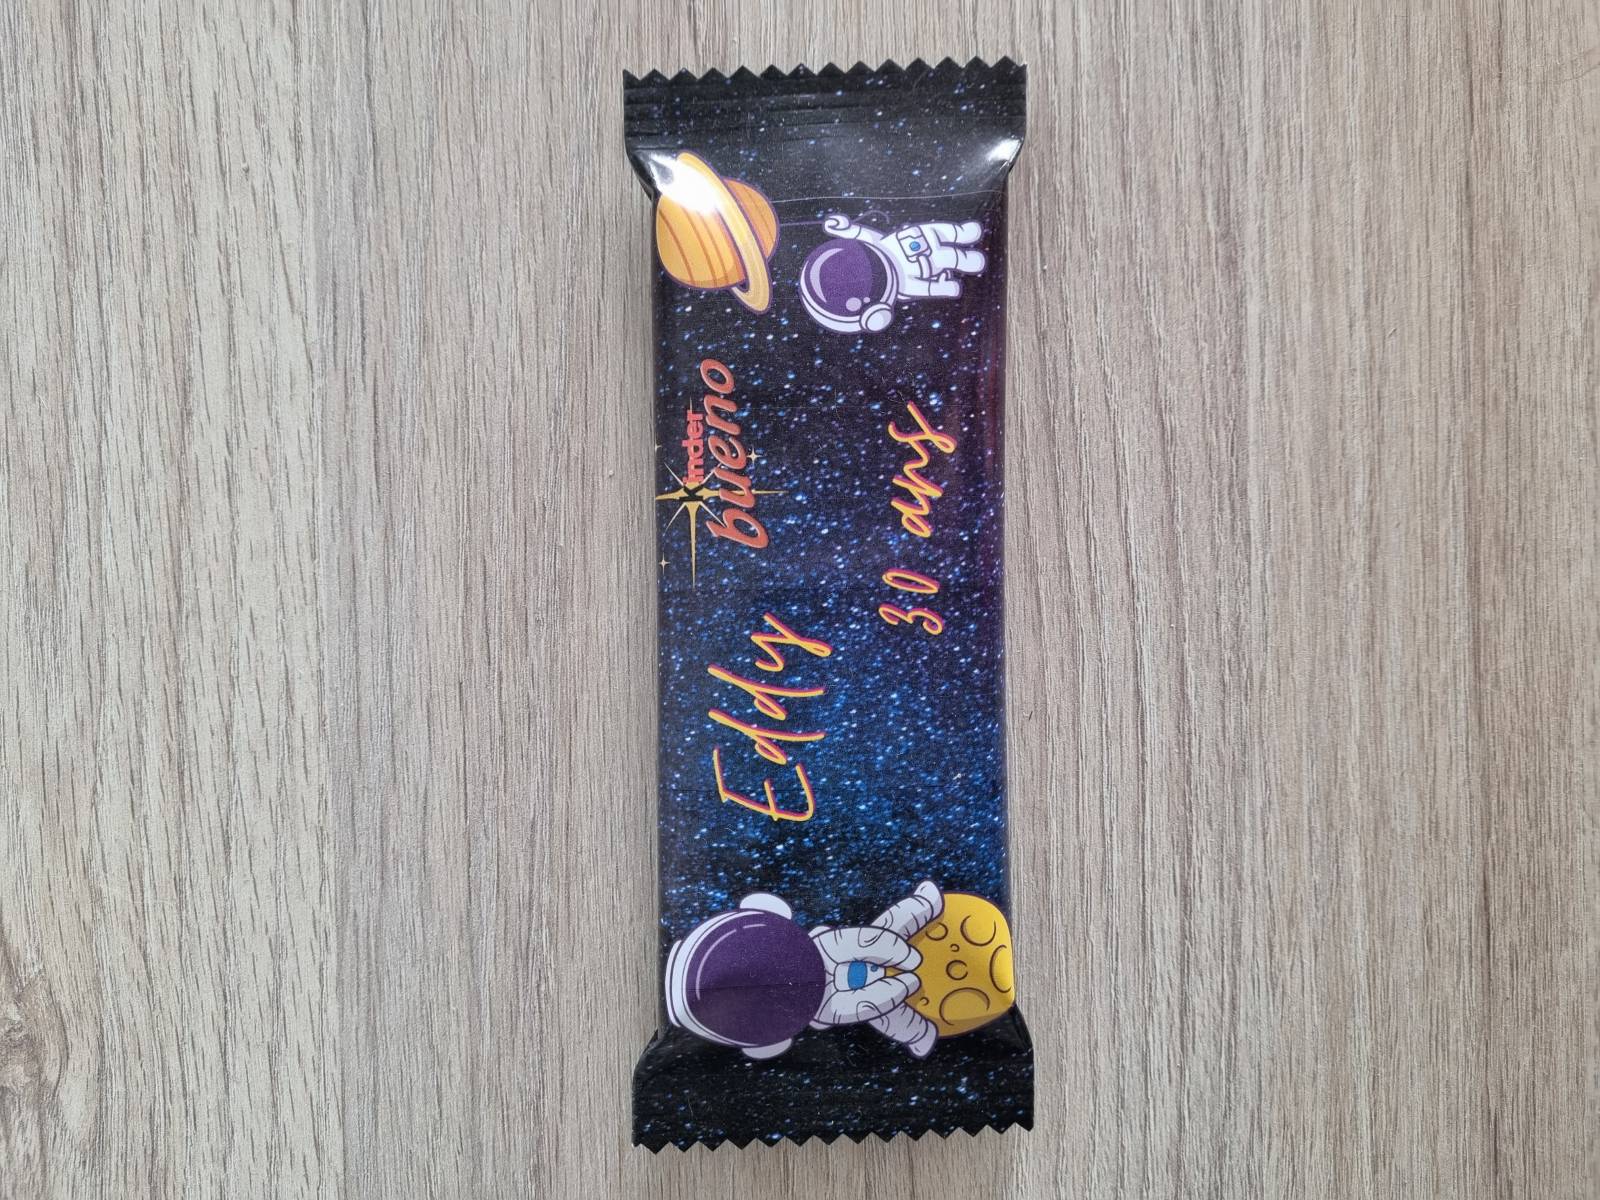 kinder
bueno
Eddy
30 ans